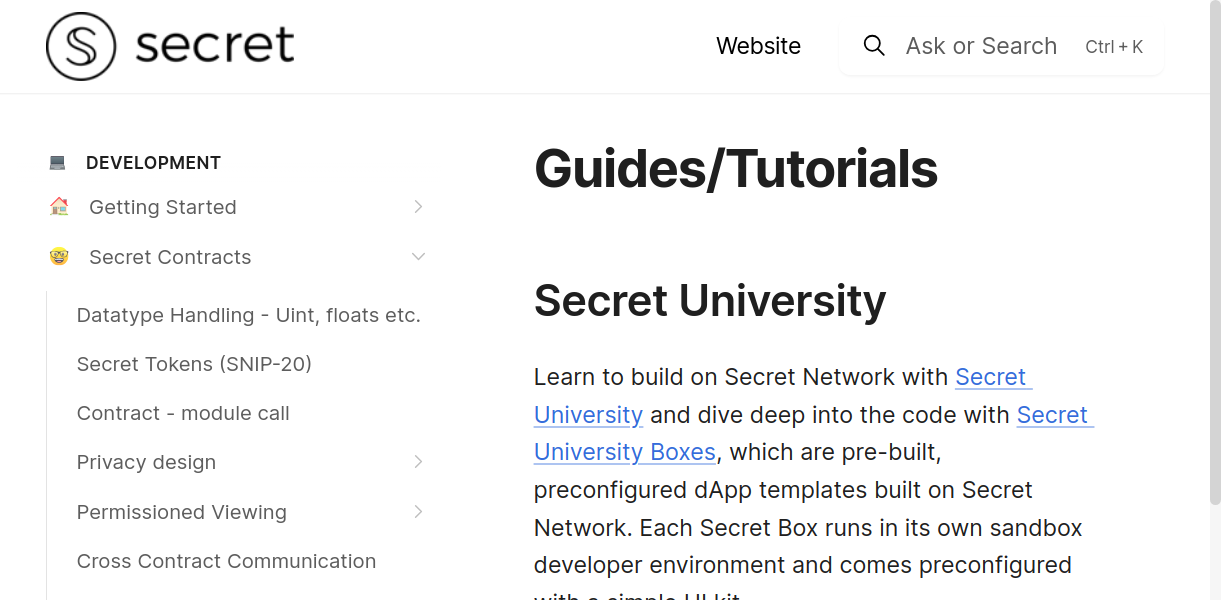 secret
Website
Ask or Search
Ctrl + K
DEVELOPMENT
Getting Started
Secret Contracts
Datatype Handling - Uint, floats etc.
Secret Tokens (SNIP-20)
Contract - module call
Privacy design
Permissioned Viewing
Cross Contract Communication
Guides/Tutorials
Secret University
Learn to build on Secret Network with Secret
University and dive deep into the code with Secret
University Boxes, which are pre-built,
preconfigured dApp templates built on Secret
Network. Each Secret Box runs in its own sandbox
developer environment and comes preconfigured
with a simple UI kit.